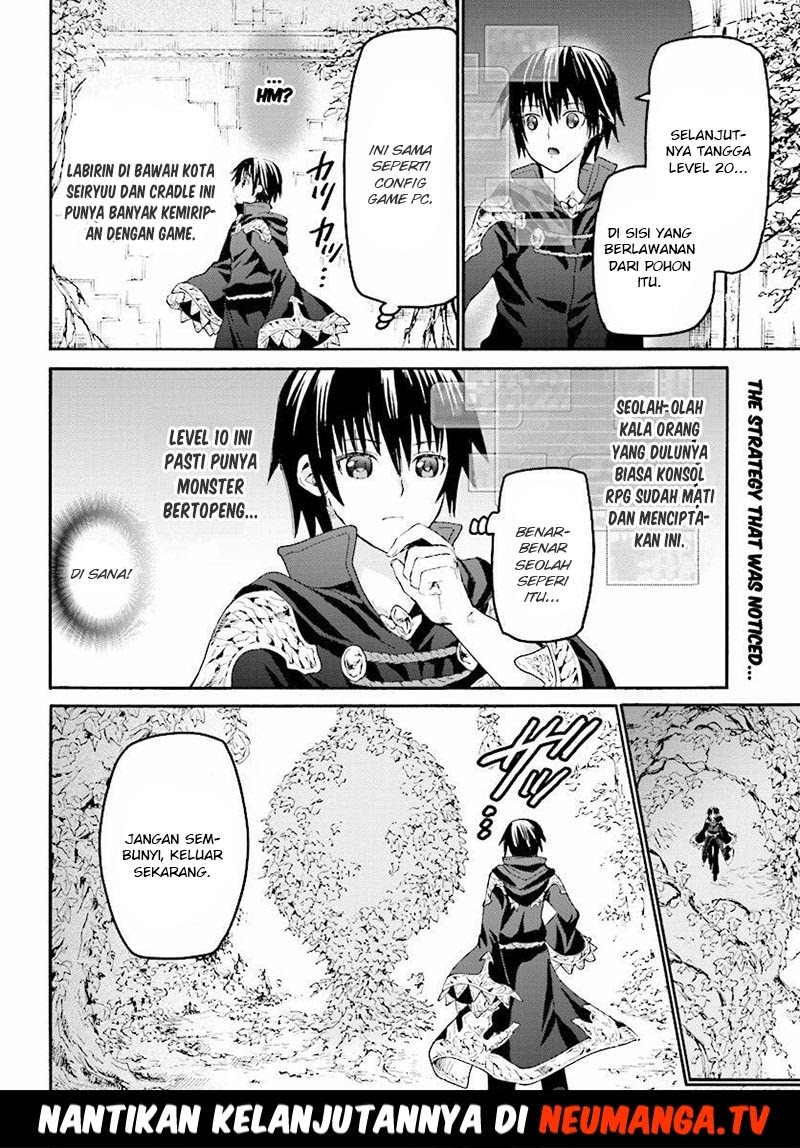 SELANJUT-
NYA TANGGA
LEVEL 20...
DI SISI YANG
BERLAWANAN
DARI POHON
ITU.
INI SAMA
SEPERTI
CONFIG
GAME PC.
...
HM?
LABIRIN DI BAWAH KOTA
SEIRYUU DAN CRADLE INI
PUNYA BANYAK KEMIRIP-
AN DENGAN GAME.
カツ
カツ
…
THE STRATEGY THAT WAS NOTICED...
SEOLAH-OLAH
KALA ORANG
YANG DULUNYA
BIASA KONSOL
RPG SUDAH MATI
DAN MENCIPTA-
KAN INI.
BENAR-
BENAR
SEOLAH
SEPERI
ITU...
LEVEL 10 INI
PASTI PUNYA
MONSTER
BERTOPENG...
DI SANA!
ザッ
JANGAN SEM-
BUNYI, KELUAR
SEKARANG.
NANTIKAN KELANJUTANNYA DI NEUMANGA.TV